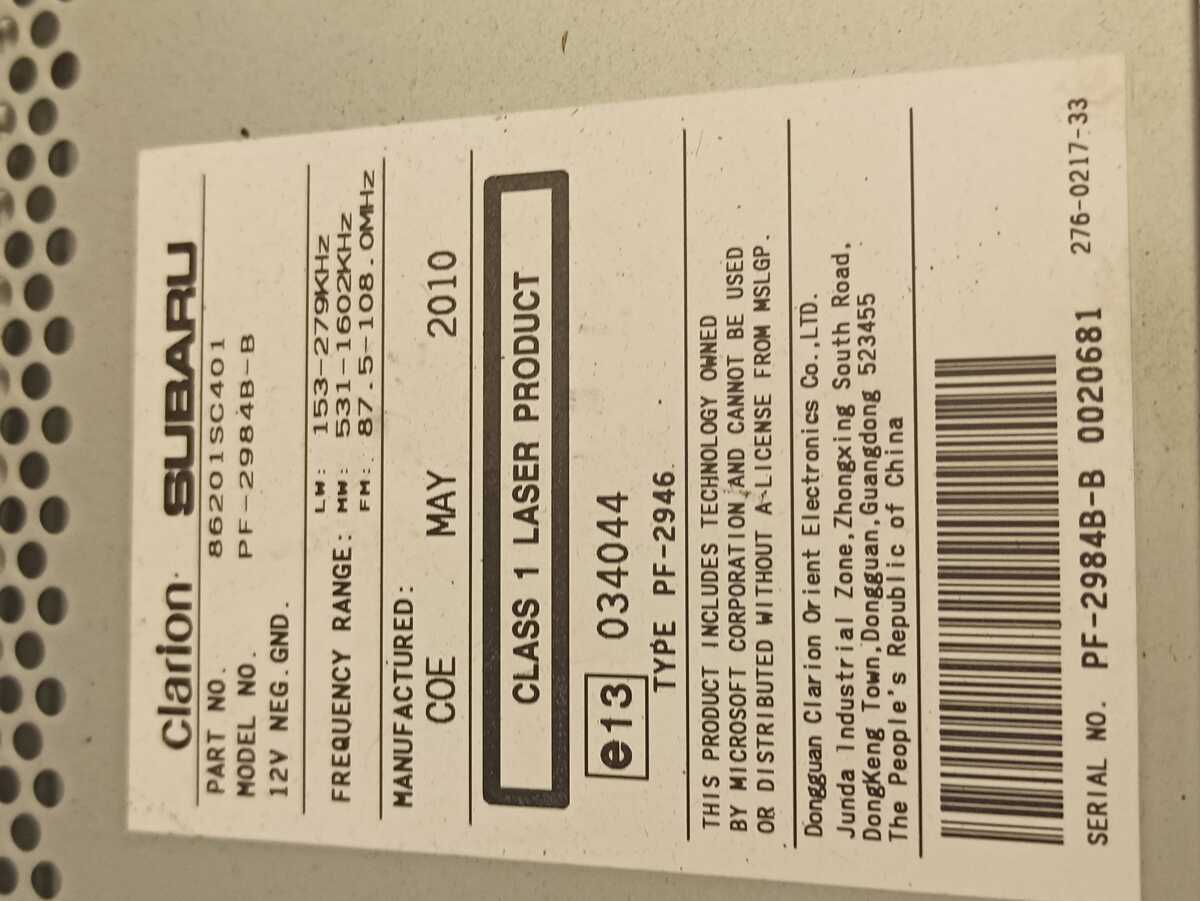 Clarion SUBARU
PART NO. 86201SC401
MODEL NO. PF-2984B-B
12V NEG.GND.
FREQUENCY RANGE: LW: 153-279KHz
MW: 531-1602KHz
FM: 87.5-108.0MHz
MANUFACTURED:
COE MAY 2010
CLASS 1 LASER PRODUCT
e13 034044
TYPE PF-2946
THIS PRODUCT INCLUDES TECHNOLOGY OWNED
BY MICROSOFT CORPORATION AND CANNOT BE USED
OR DISTRIBUTED WITHOUT A LICENSE FROM MSLGP.
Dongguan Clarion Orient Electronics Co.,LTD.
Junda Industrial Zone,Zhongxing South Road,
DongKeng Town,Dongguan,Guangdong 523455
The People's Republic of China
SERIAL NO. PF-2984B-B 0020681
276-0217-33